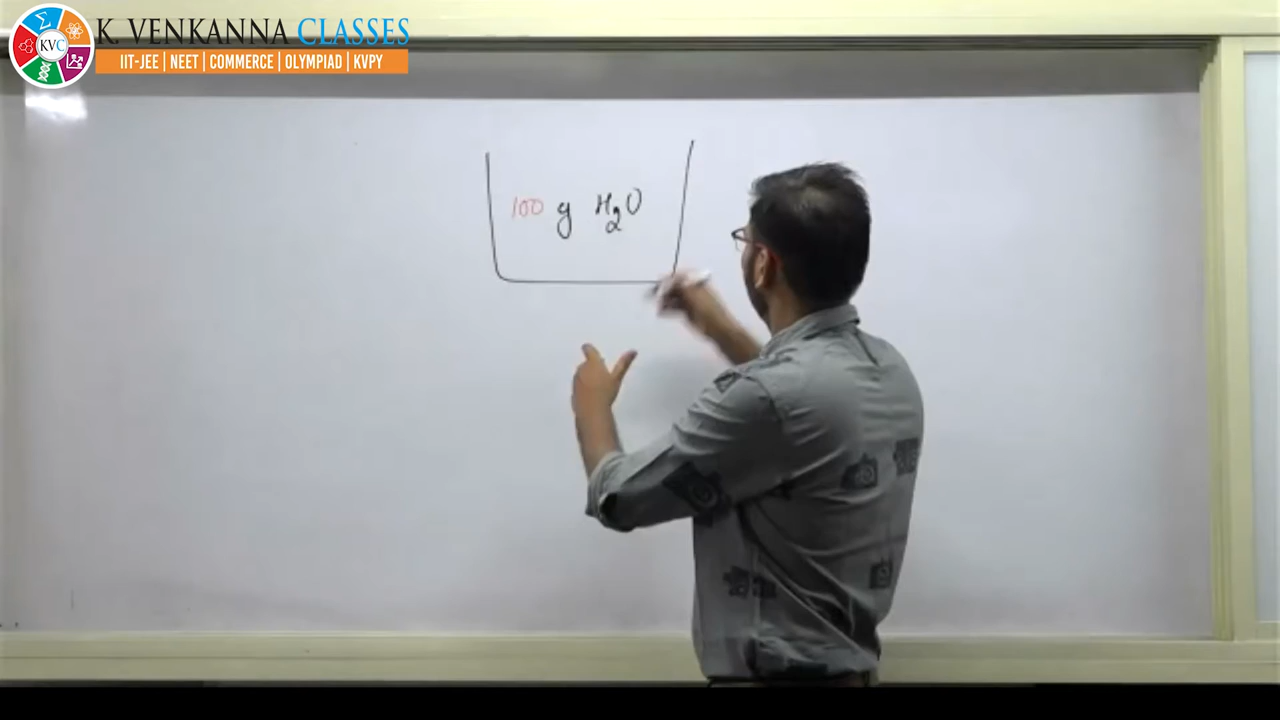 K. VENKANNA CLASSES
KVC
IIT-JEE | NEET | COMMERCE | OLYMPIAD | KVPY
100 g H2O